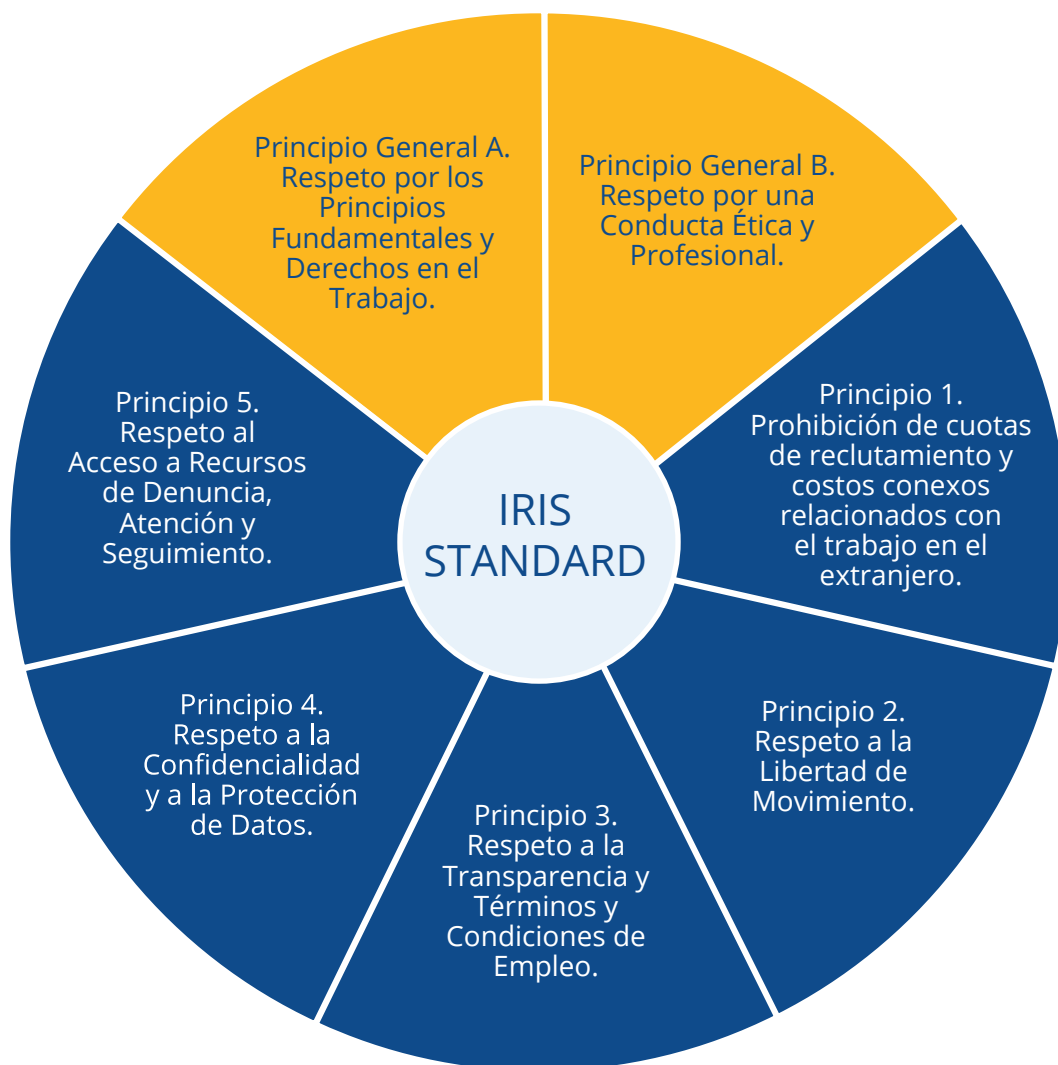 Principio General A.
Respeto por los
Principios
Fundamentales y
Derechos en el
Trabajo.
Principio General B.
Respeto por una
Conducta Ética y
Profesional.
Principio 1.
Prohibición de cuotas
de reclutamiento y
costos conexos
relacionados con
el trabajo en el
extranjero.
Principio 2.
Respeto a la
Libertad de
Movimiento.
Principio 3.
Respeto a la
Transparencia y
Términos y
Condiciones de
Empleo.
Principio 4.
Respeto a la
Confidencialidad
y a la Protección
de Datos.
Principio 5.
Respeto al
Acceso a Recursos
de Denuncia,
Atención y
Seguimiento.
IRIS
STANDARD